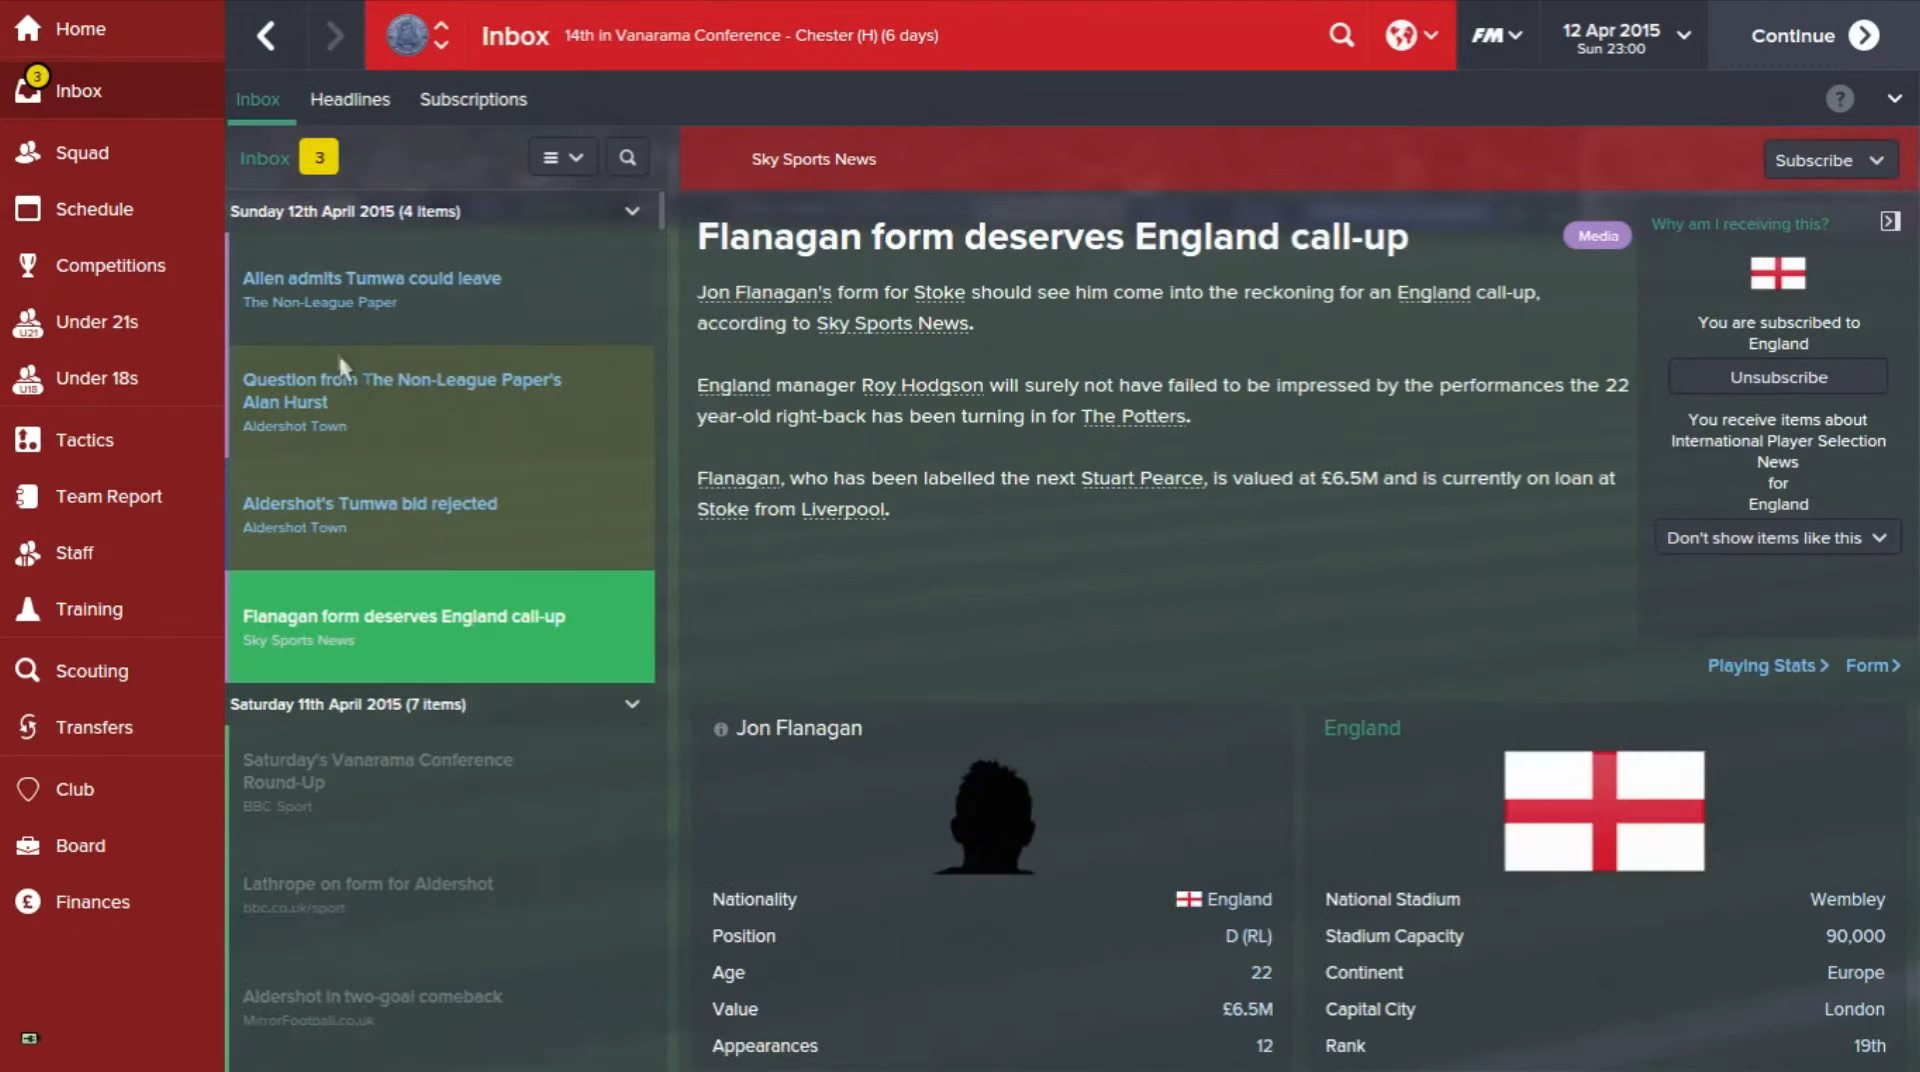 Home
3
Inbox
Squad
Schedule
Competitions
U21
Under 21s
U18
Under 18s
Tactics
Team Report
Staff
Training
Scouting
Transfers
Club
Board
£
Finances
Inbox 14th in Vanarama Conference - Chester (H) (6 days)
FM
12 Apr 2015
Sun 23:00
Continue
Inbox Headlines Subscriptions
?
Inbox 3
Sunday 12th April 2015 (4 items)
Allen admits Tumwa could leave
The Non-League Paper
Question from The Non-League Paper's
Alan Hurst
Aldershot Town
Aldershot's Tumwa bid rejected
Aldershot Town
Flanagan form deserves England call-up
Sky Sports News
Saturday 11th April 2015 (7 items)
Saturday's Vanarama Conference
Round-Up
BBC Sport
Lathrope on form for Aldershot
bbc.co.uk/sport
Aldershot in two-goal comeback
MirrorFootball.co.uk
Sky Sports News
Subscribe
Flanagan form deserves England call-up
Media
Jon Flanagan's form for Stoke should see him come into the reckoning for an England call-up,
according to Sky Sports News.
England manager Roy Hodgson will surely not have failed to be impressed by the performances the 22
year-old right-back has been turning in for The Potters.
Flanagan, who has been labelled the next Stuart Pearce, is valued at £6.5M and is currently on loan at
Stoke from Liverpool.
Why am I receiving this?
You are subscribed to
England
Unsubscribe
You receive items about
International Player Selection
News
for
England
Don't show items like this
Playing Stats Form
Jon Flanagan
Nationality England
Position D (RL)
Age 22
Value £6.5M
Appearances 12
England
National Stadium Wembley
Stadium Capacity 90,000
Continent Europe
Capital City London
Rank 19th